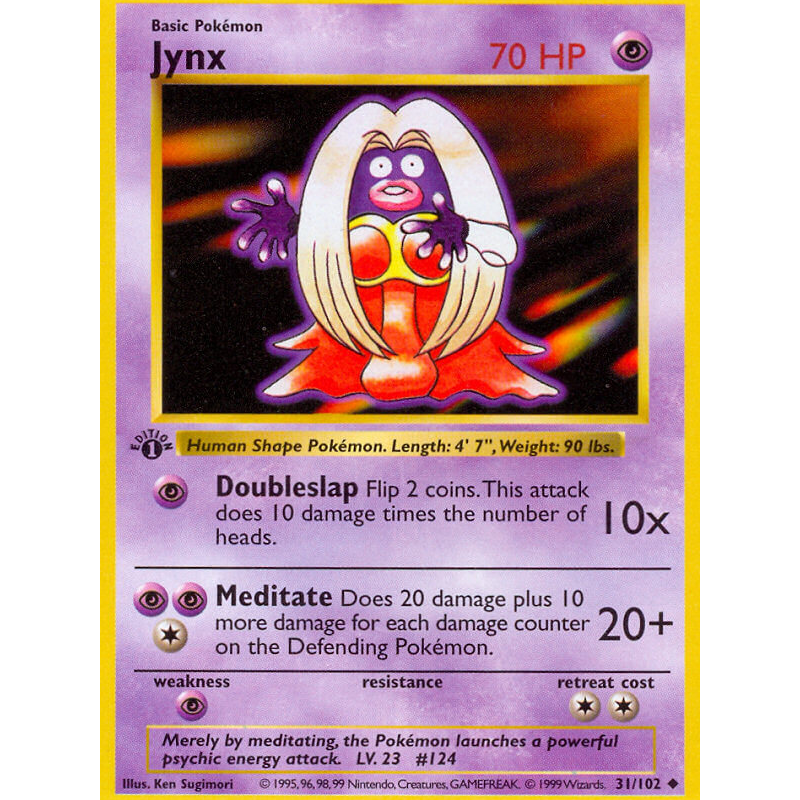 Basic Pokémon
Jynx 70 HP
EDITION
1
Human Shape Pokémon. Length: 4' 7", Weight: 90 lbs.
Doubleslap Flip 2 coins. This attack
does 10 damage times the number of
heads.
10x
Meditate Does 20 damage plus 10
more damage for each damage counter
on the Defending Pokémon.
20+
weakness resistance retreat cost
Merely by meditating, the Pokémon launches a powerful
psychic energy attack. LV. 23 #124
Illus. Ken Sugimori © 1995, 96, 98, 99 Nintendo, Creatures, GAMEFREAK. © 1999 Wizards. 31/102 ◆